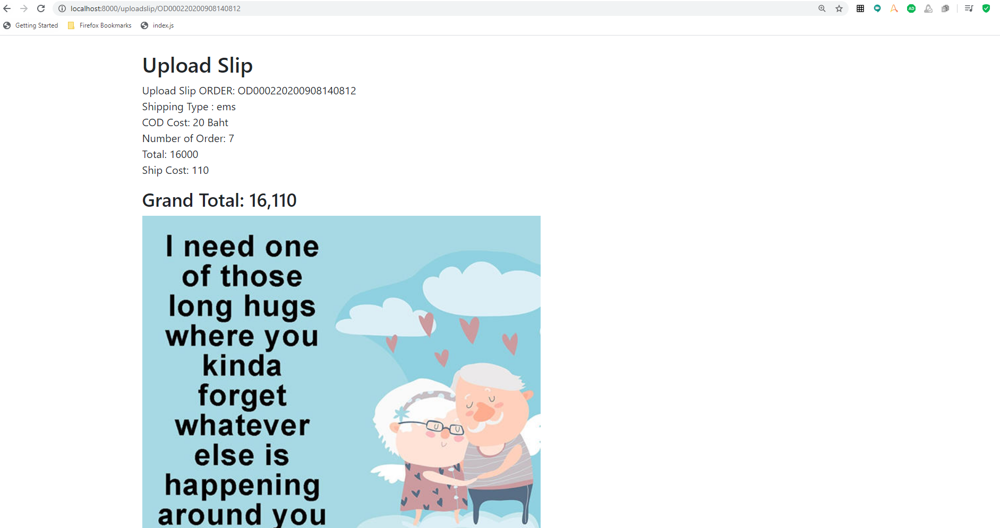 localhost:8000/uploadslip/OD000220200908140812
AD
Getting Started Firefox Bookmarks index.js
Upload Slip
Upload Slip ORDER: OD000220200908140812
Shipping Type : ems
COD Cost: 20 Baht
Number of Order: 7
Total: 16000
Ship Cost: 110
Grand Total: 16,110
I need one
of those
long hugs
where you
kinda
forget
whatever
else is
happening
around you